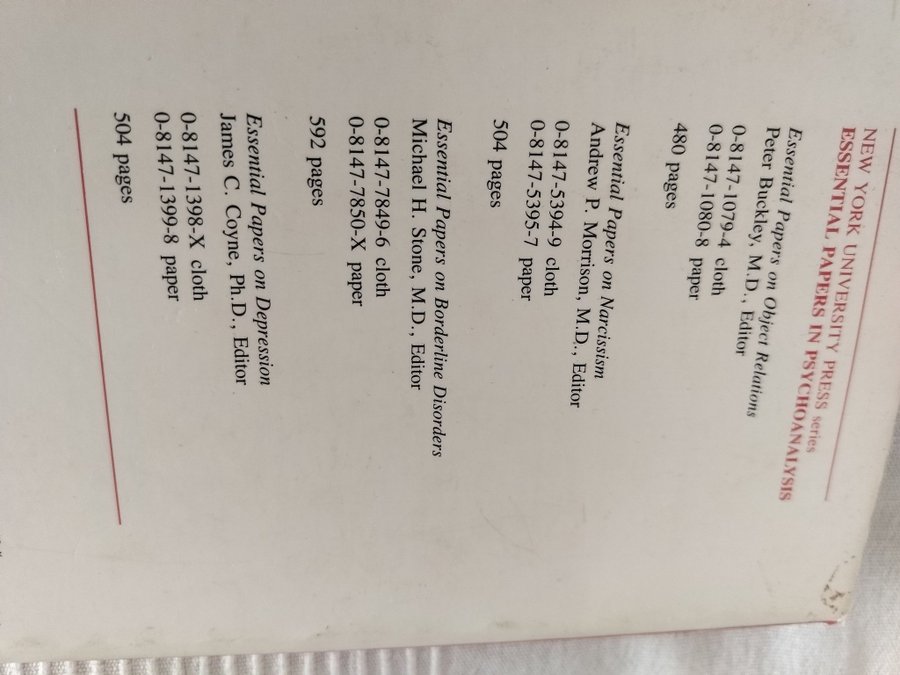 NEW YORK UNIVERSITY PRESS series
ESSENTIAL PAPERS IN PSYCHOANALYSIS
Essential Papers on Object Relations
Peter Buckley, M.D., Editor
0-8147-1079-4 cloth
0-8147-1080-8 paper
480 pages
Essential Papers on Narcissism
Andrew P. Morrison, M.D., Editor
0-8147-5394-9 cloth
0-8147-5395-7 paper
504 pages
Essential Papers on Borderline Disorders
Michael H. Stone, M.D., Editor
0-8147-7849-6 cloth
0-8147-7850-X paper
592 pages
Essential Papers on Depression
James C. Coyne, Ph.D., Editor
0-8147-1398-X cloth
0-8147-1399-8 paper
504 pages